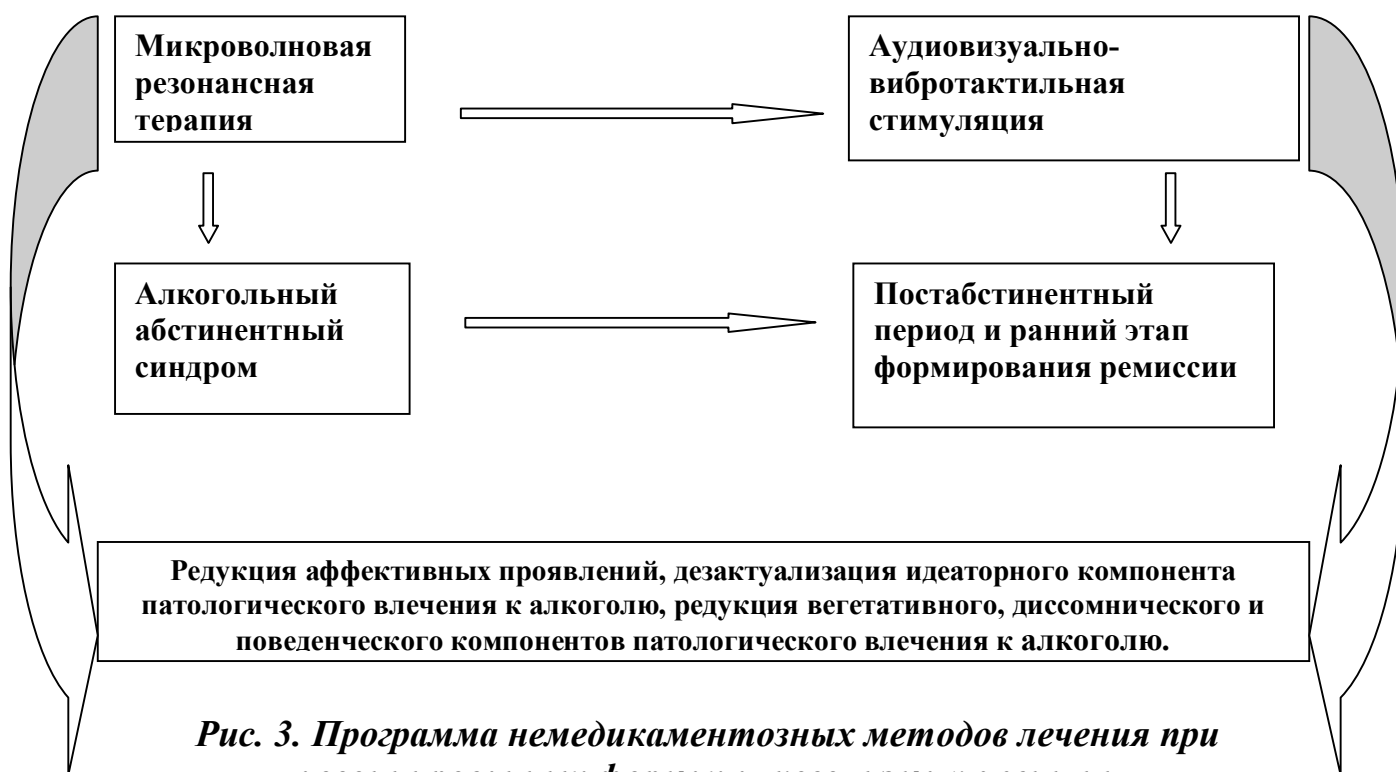 Микроволновая
резонансная
терапия
Аудиовизуально-
вибротактильная
стимуляция
Алкогольный
абстинентный
синдром
Постабстинентный
период и ранний этап
формирования ремиссии
Редукция аффективных проявлений, дезактуализация идеаторного компонента
патологического влечения к алкоголю, редукция вегетативного, диссомнического и
поведенческого компонентов патологического влечения к алкоголю.
Рис. 3. Программа немедикаментозных методов лечения при